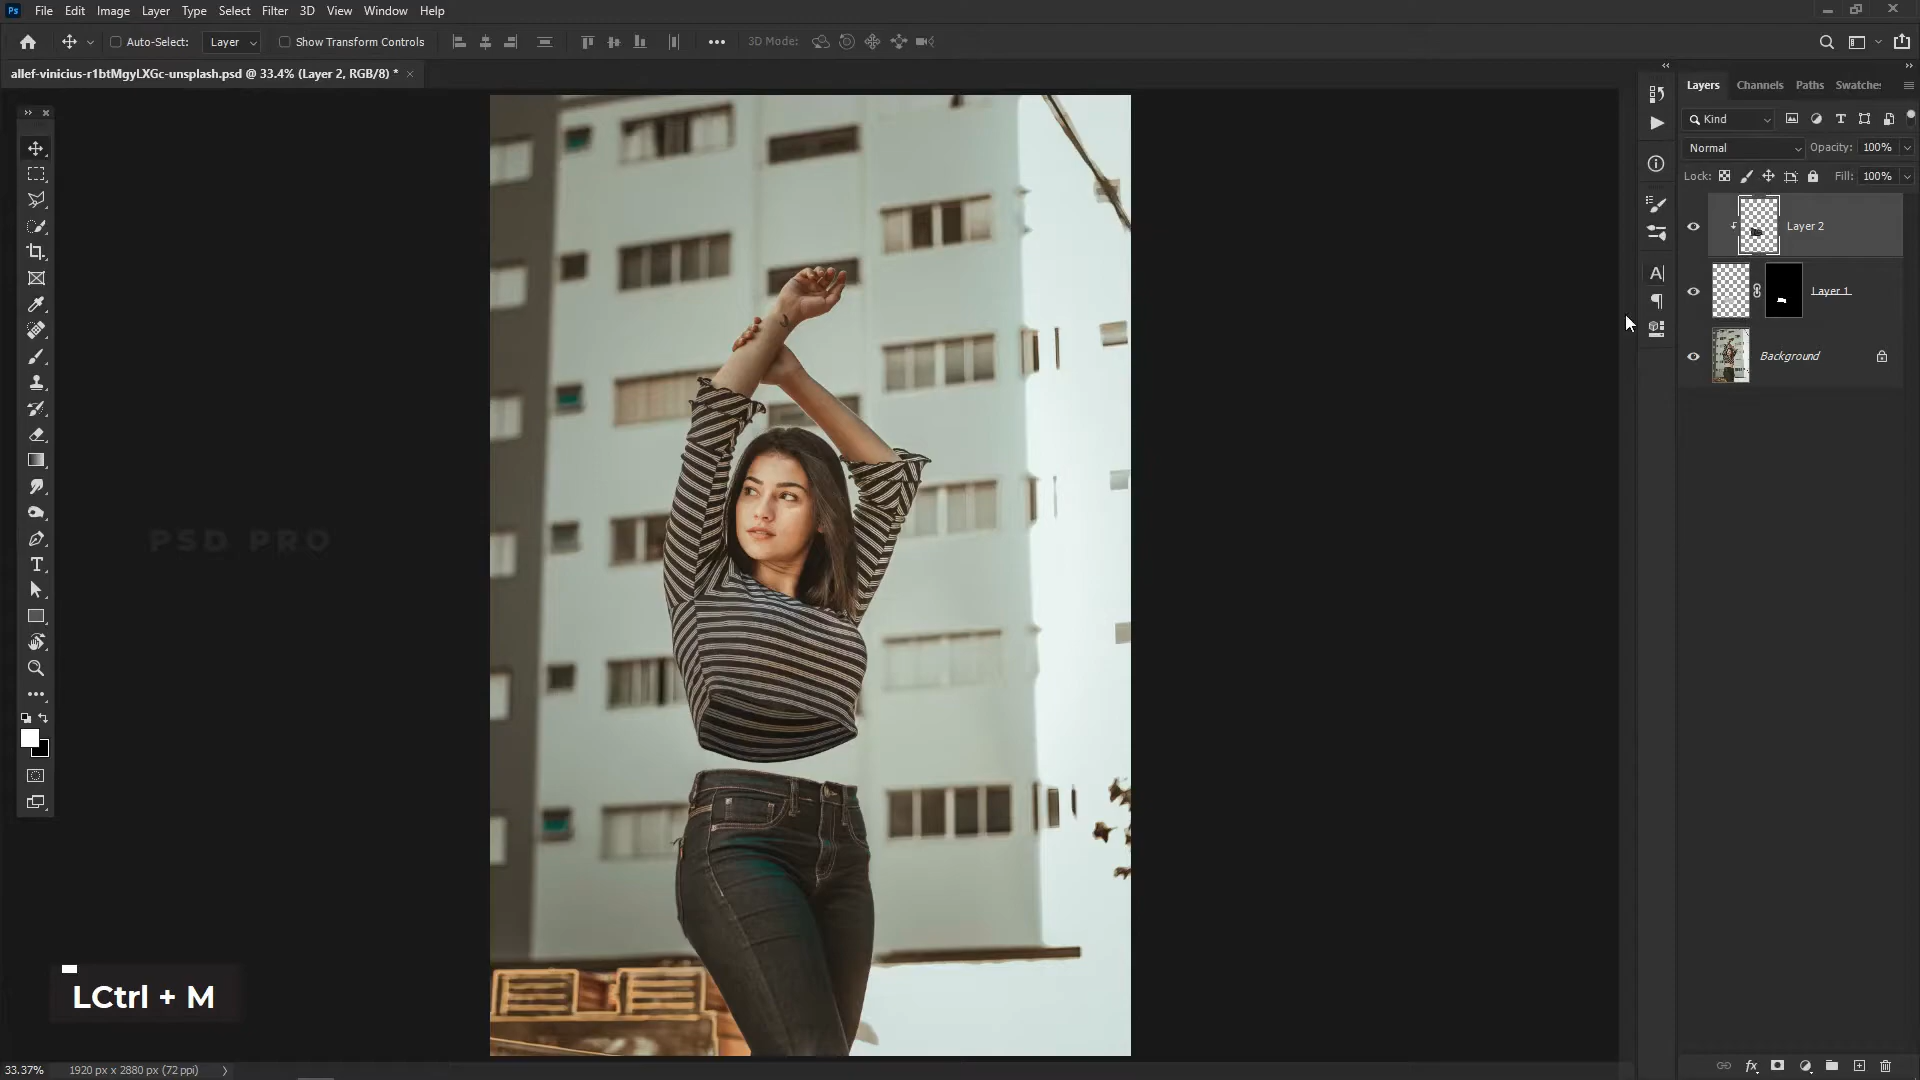 Ps File Edit Image Layer Type Select Filter 3D View Window Help
Auto-Select: Layer Show Transform Controls 3D Mode:
allef-vinicius-r1btMgyLXGc-unsplash.psd @ 33.4% (Layer 2, RGB/8) *
Layers Channels Paths Swatches
Kind
Normal Opacity: 100%
Lock: Fill: 100%
Layer 2
Layer 1
Background
PSD PRO
LCtrl + M
33.37% 1920 px x 2880 px (72 ppi)